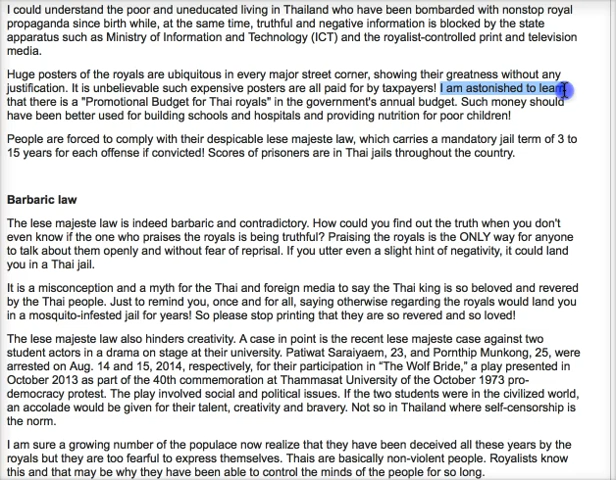 I could understand the poor and uneducated living in Thailand who have been bombarded with nonstop royal
propaganda since birth while, at the same time, truthful and negative information is blocked by the state
apparatus such as Ministry of Information and Technology (ICT) and the royalist-controlled print and television
media.
Huge posters of the royals are ubiquitous in every major street corner, showing their greatness without any
justification. It is unbelievable such expensive posters are all paid for by taxpayers! I am astonished to learn
that there is a "Promotional Budget for Thai royals" in the government's annual budget. Such money should
have been better used for building schools and hospitals and providing nutrition for poor children!
People are forced to comply with their despicable lese majeste law, which carries a mandatory jail term of 3 to
15 years for each offense if convicted! Scores of prisoners are in Thai jails throughout the country.
Barbaric law
The lese majeste law is indeed barbaric and contradictory. How could you find out the truth when you don't
even know if the one who praises the royals is being truthful? Praising the royals is the ONLY way for anyone
to talk about them openly and without fear of reprisal. If you utter even a slight hint of negativity, it could land
you in a Thai jail.
It is a misconception and a myth for the Thai and foreign media to say the Thai king is so beloved and revered
by the Thai people. Just to remind you, once and for all, saying otherwise regarding the royals would land you
in a mosquito-infested jail for years! So please stop printing that they are so revered and so loved!
The lese majeste law also hinders creativity. A case in point is the recent lese majeste case against two
student actors in a drama on stage at their university. Patiwat Saraiyaem, 23, and Pornthip Munkong, 25, were
arrested on Aug. 14 and 15, 2014, respectively, for their participation in "The Wolf Bride," a play presented in
October 2013 as part of the 40th commemoration at Thammasat University of the October 1973 pro-
democracy protest. The play involved social and political issues. If the two students were in the civilized world,
an accolade would be given for their talent, creativity and bravery. Not so in Thailand where self-censorship is
the norm.
I am sure a growing number of the populace now realize that they have been deceived all these years by the
royals but they are too fearful to express themselves. Thais are basically non-violent people. Royalists know
this and that may be why they have been able to control the minds of the people for so long.